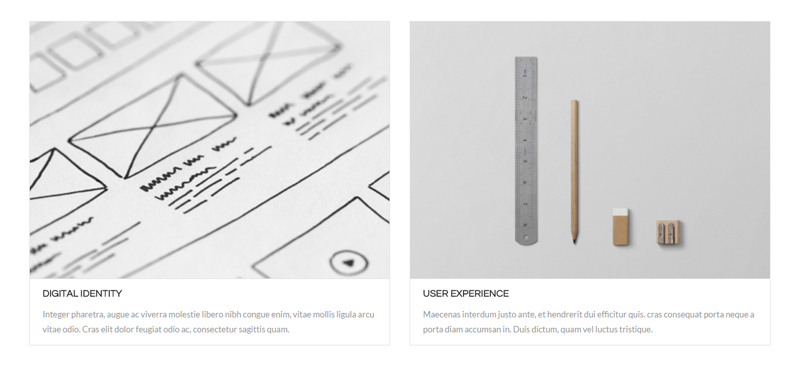 DIGITAL IDENTITY
Integer pharetra, augue ac viverra molestie libero nibh congue enim, vitae mollis ligula arcu
vitae odio. Cras elit dolor feugiat odio ac, consectetur sagittis quam.
USER EXPERIENCE
Maecenas interdum justo ante, et hendrerit dui efficitur quis. cras consequat porta neque a
porta diam accumsan in. Duis dictum, quam vel luctus tristique.